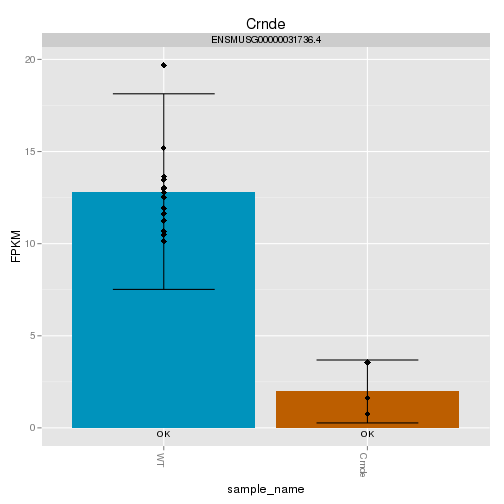 Crnde
ENSMUSG00000031736.4
20
15
10
5
0
FPKM
OK
OK
WT
Crnde
sample_name